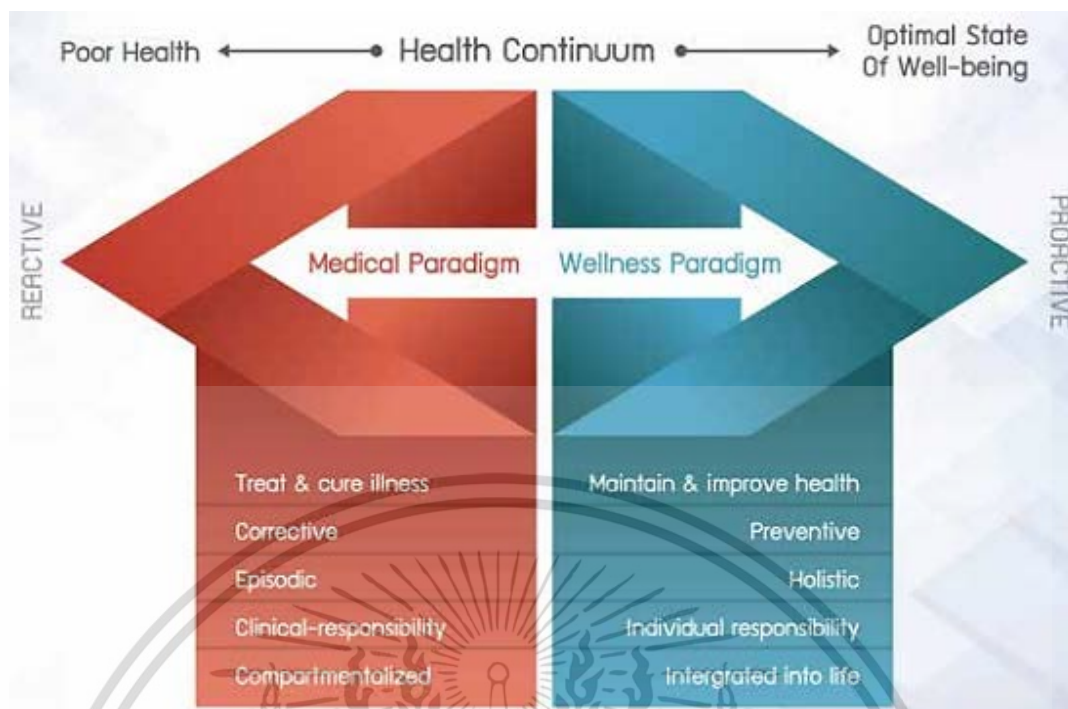 Poor Health
Health Continuum
Optimal State
Of Well-being
REACTIVE
Medical Paradigm
Wellness Paradigm
PROACTIVE
Treat & cure illness
Maintain & improve health
Corrective
Preventive
Episodic
Holistic
Clinical-responsibility
Individual responsibility
Compartmentalized
Intergrated into life